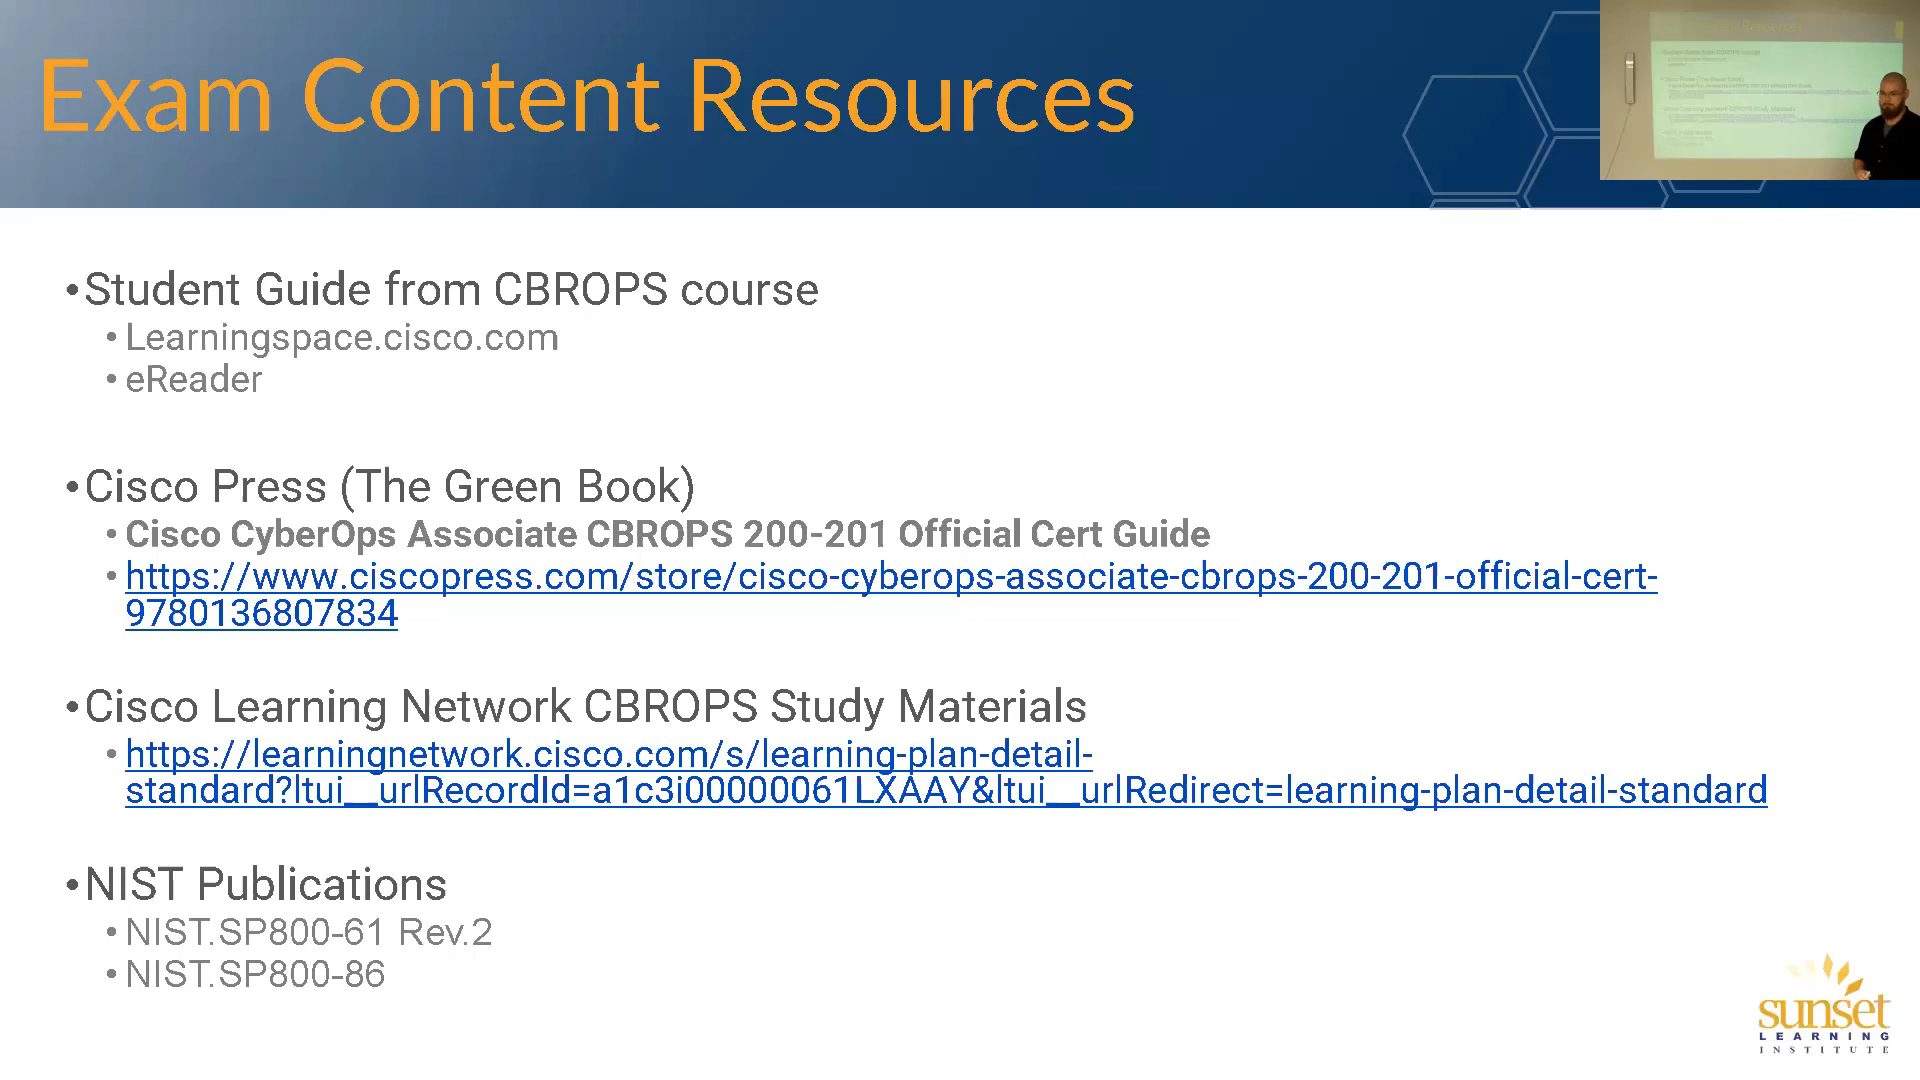 Exam Content Resources
•Student Guide from CBROPS course
•Learningspace.cisco.com
•eReader
•Cisco Press (The Green Book)
•Cisco CyberOps Associate CBROPS 200-201 Official Cert Guide
•https://www.ciscopress.com/store/cisco-cyberops-associate-cbrops-200-201-official-cert-
9780136807834
•Cisco Learning Network CBROPS Study Materials
•https://learningnetwork.cisco.com/s/learning-plan-detail-
standard?ltui__urlRecordId=a1c3i00000061LXAAY&ltui__urlRedirect=learning-plan-detail-standard
•NIST Publications
•NIST.SP800-61 Rev.2
•NIST.SP800-86
sunset
LEARNING
INSTITUTE